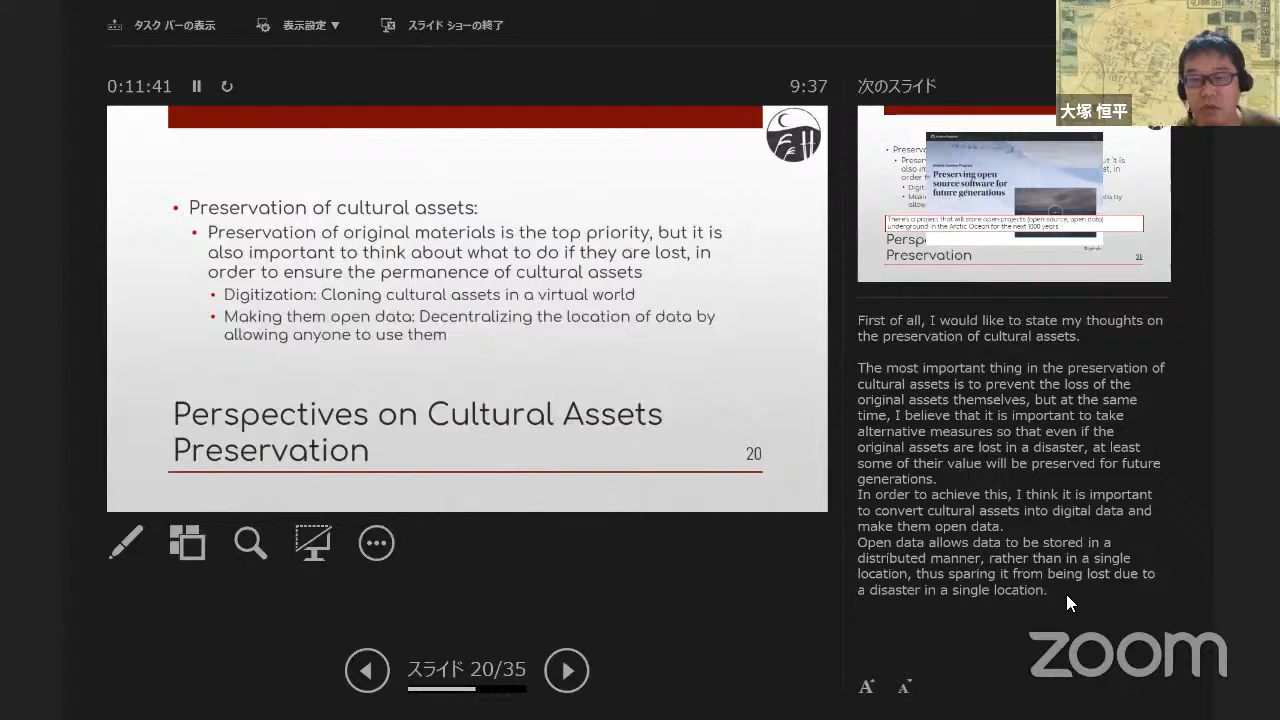 タスク バーの表示
表示設定 ▼
スライド ショーの終了
0:11:41
9:37
次のスライド
大塚 恒平
• Preservation of cultural assets:
• Preservation of original materials is the top priority, but it is
also important to think about what to do if they are lost, in
order to ensure the permanence of cultural assets
• Digitization: Cloning cultural assets in a virtual world
• Making them open data: Decentralizing the location of data by
allowing anyone to use them
Perspectives on Cultural Assets
Preservation
20
Preserving open
source software for
future generations
There's a project that will store open projects (open source, open data)
underground in the Arctic Ocean for the next 1000 years
Persp
Preservation
21
First of all, I would like to state my thoughts on
the preservation of cultural assets.
The most important thing in the preservation of
cultural assets is to prevent the loss of the
original assets themselves, but at the same
time, I believe that it is important to take
alternative measures so that even if the
original assets are lost in a disaster, at least
some of their value will be preserved for future
generations.
In order to achieve this, I think it is important
to convert cultural assets into digital data and
make them open data.
Open data allows data to be stored in a
distributed manner, rather than in a single
location, thus sparing it from being lost due to
a disaster in a single location.
スライド 20/35
A A
zoom